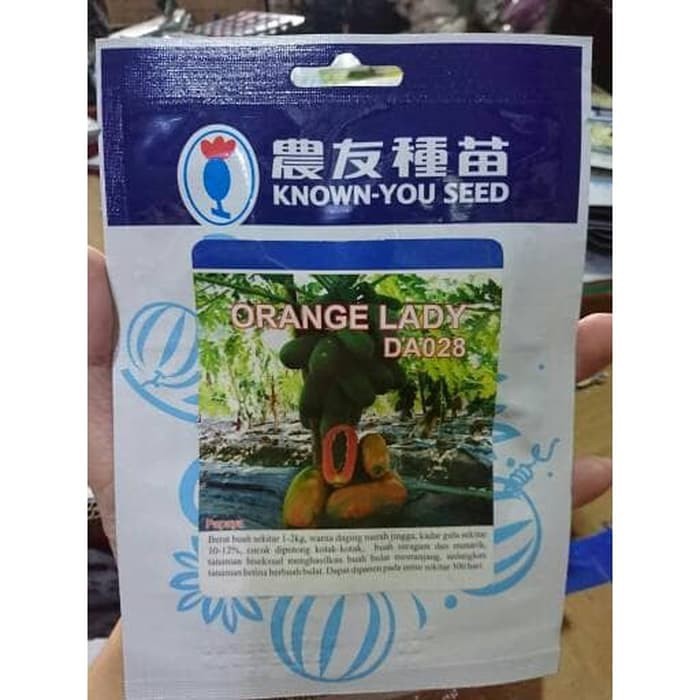 農友種苗
KNOWN-YOU SEED
ORANGE LADY
DA028
Papaya
Berat buah sekitar 1-2kg, warna daging merah jingga, kadar gula sekitar
10-12%, cocok dipotong kotak-kotak, buah seragam dan menarik,
tanaman biseksual menghasilkan buah bulat memanjang, sedangkan
tanaman betina berbuah bulat. Dapat dipanen pada umur sekitar hari